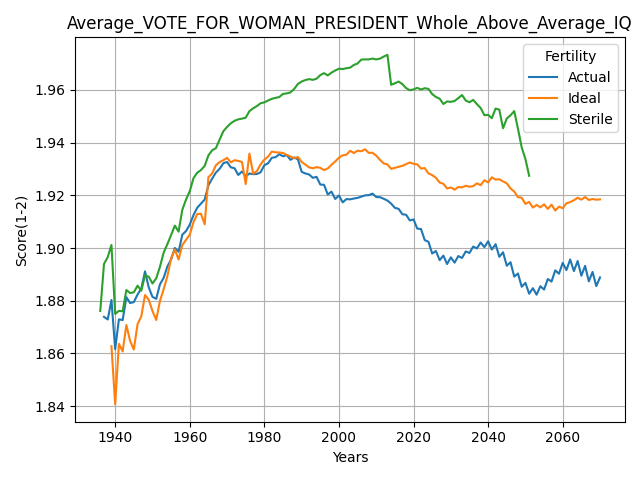 Average_VOTE_FOR_WOMAN_PRESIDENT_Whole_Above_Average_IQ
Fertility
Actual
Ideal
Sterile
Score(1-2)
1.96
1.94
1.92
1.90
1.88
1.86
1.84
1940 1960 1980 2000 2020 2040 2060
Years